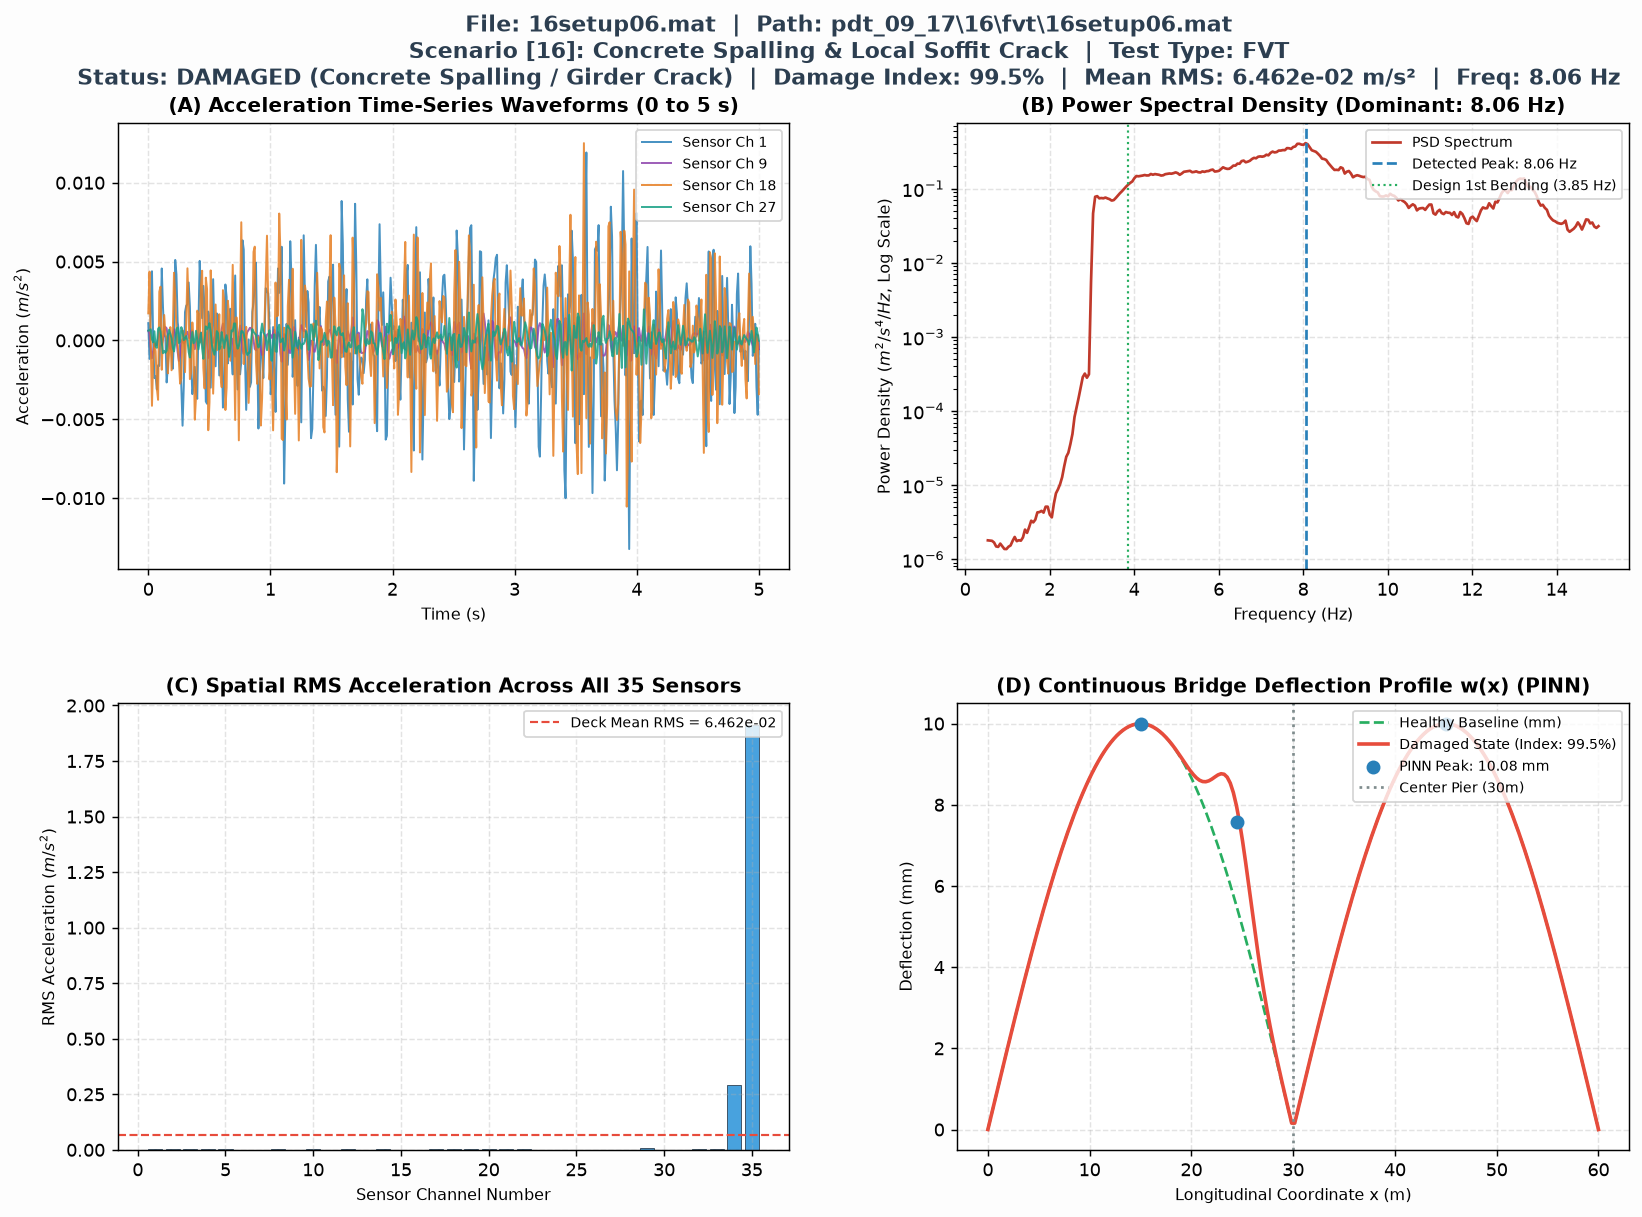 File: 16setup06.mat | Path: pdt_09_17\16\fvt\16setup06.mat
Scenario [16]: Concrete Spalling & Local Soffit Crack | Test Type: FVT
Status: DAMAGED (Concrete Spalling / Girder Crack) | Damage Index: 99.5% | Mean RMS: 6.462e-02 m/s² | Freq: 8.06 Hz
(A) Acceleration Time-Series Waveforms (0 to 5 s)
Sensor Ch 1
Sensor Ch 9
Sensor Ch 18
Sensor Ch 27
0.010
0.005
0.000
−0.005
−0.010
Acceleration (m/s²)
0 1 2 3 4 5
Time (s)
(B) Power Spectral Density (Dominant: 8.06 Hz)
PSD Spectrum
Detected Peak: 8.06 Hz
Design 1st Bending (3.85 Hz)
10⁻¹
10⁻²
10⁻³
10⁻⁴
10⁻⁵
10⁻⁶
Power Density (m²/s⁴/Hz, Log Scale)
0 2 4 6 8 10 12 14
Frequency (Hz)
(C) Spatial RMS Acceleration Across All 35 Sensors
Deck Mean RMS = 6.462e-02
2.00
1.75
1.50
1.25
1.00
0.75
0.50
0.25
0.00
RMS Acceleration (m/s²)
0 5 10 15 20 25 30 35
Sensor Channel Number
(D) Continuous Bridge Deflection Profile w(x) (PINN)
Healthy Baseline (mm)
Damaged State (Index: 99.5%)
PINN Peak: 10.08 mm
Center Pier (30m)
10
8
6
4
2
0
Deflection (mm)
0 10 20 30 40 50 60
Longitudinal Coordinate x (m)